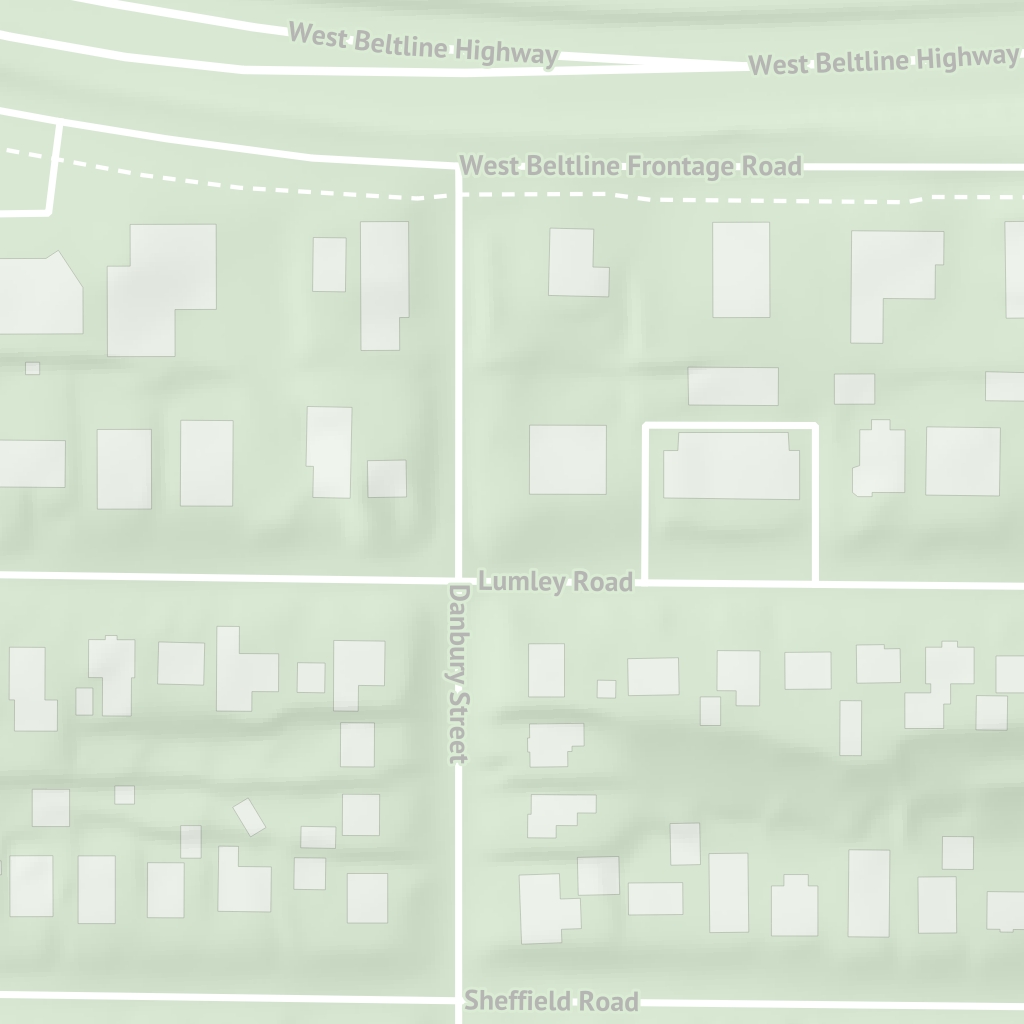 West Beltline Highway
West Beltline Highway
West Beltline Frontage Road
Lumley Road
Danbury Street
Sheffield Road